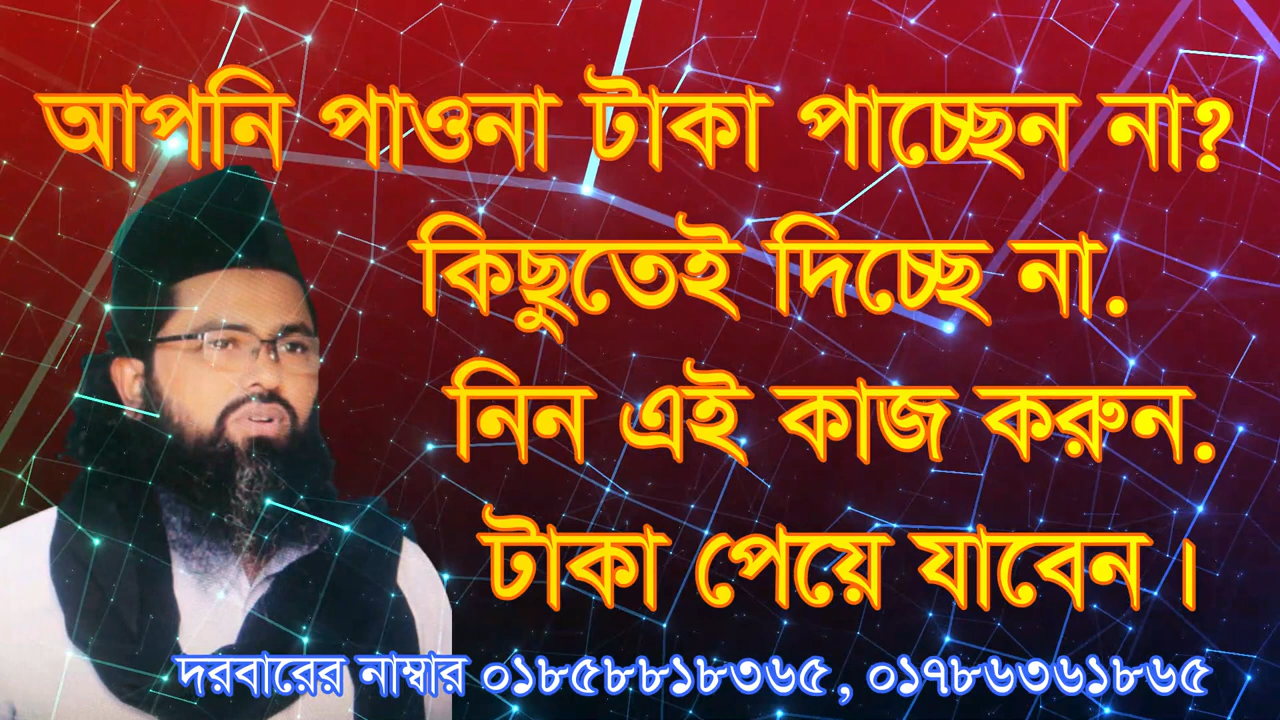 আপনি পাওনা টাকা পাচ্ছেন না?
কিছুতেই দিচ্ছে না.
নিন এই কাজ করুন.
টাকা পেয়ে যাবেন।
দরবারের নাম্বার ০১৮৫৮৮১৮৩৬৫, ০১৭৮৬৩৬১৮৬৫